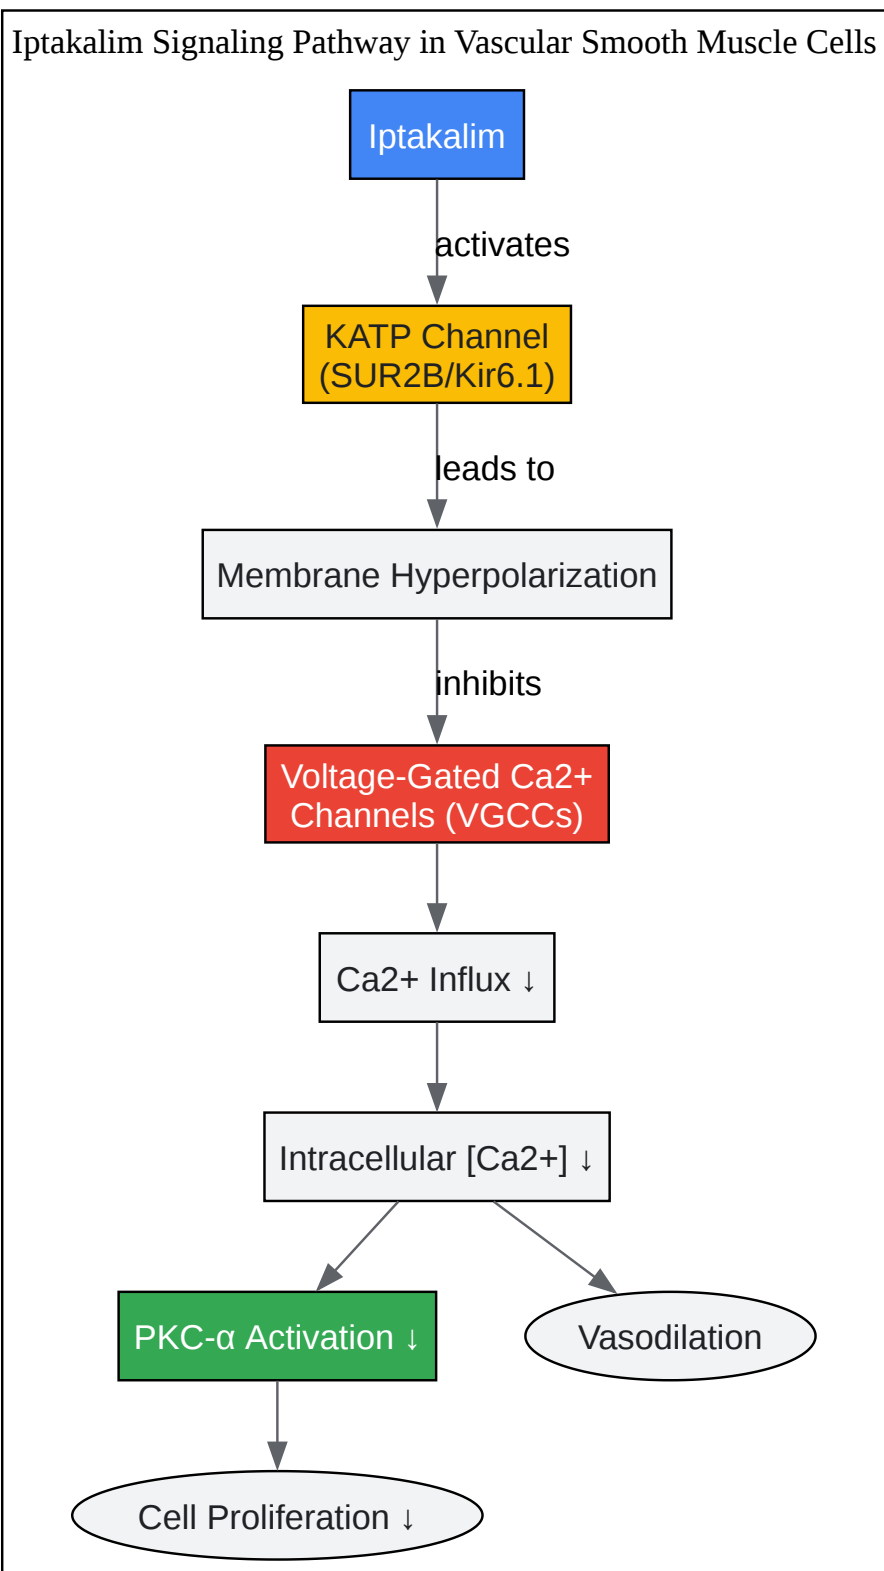 Iptakalim Signaling Pathway in Vascular Smooth Muscle Cells
Iptakalim
activates
KATP Channel
(SUR2B/Kir6.1)
leads to
Membrane Hyperpolarization
inhibits
Voltage-Gated Ca2+
Channels (VGCCs)
Ca2+ Influx ↓
Intracellular [Ca2+] ↓
PKC-α Activation ↓
Vasodilation
Cell Proliferation ↓